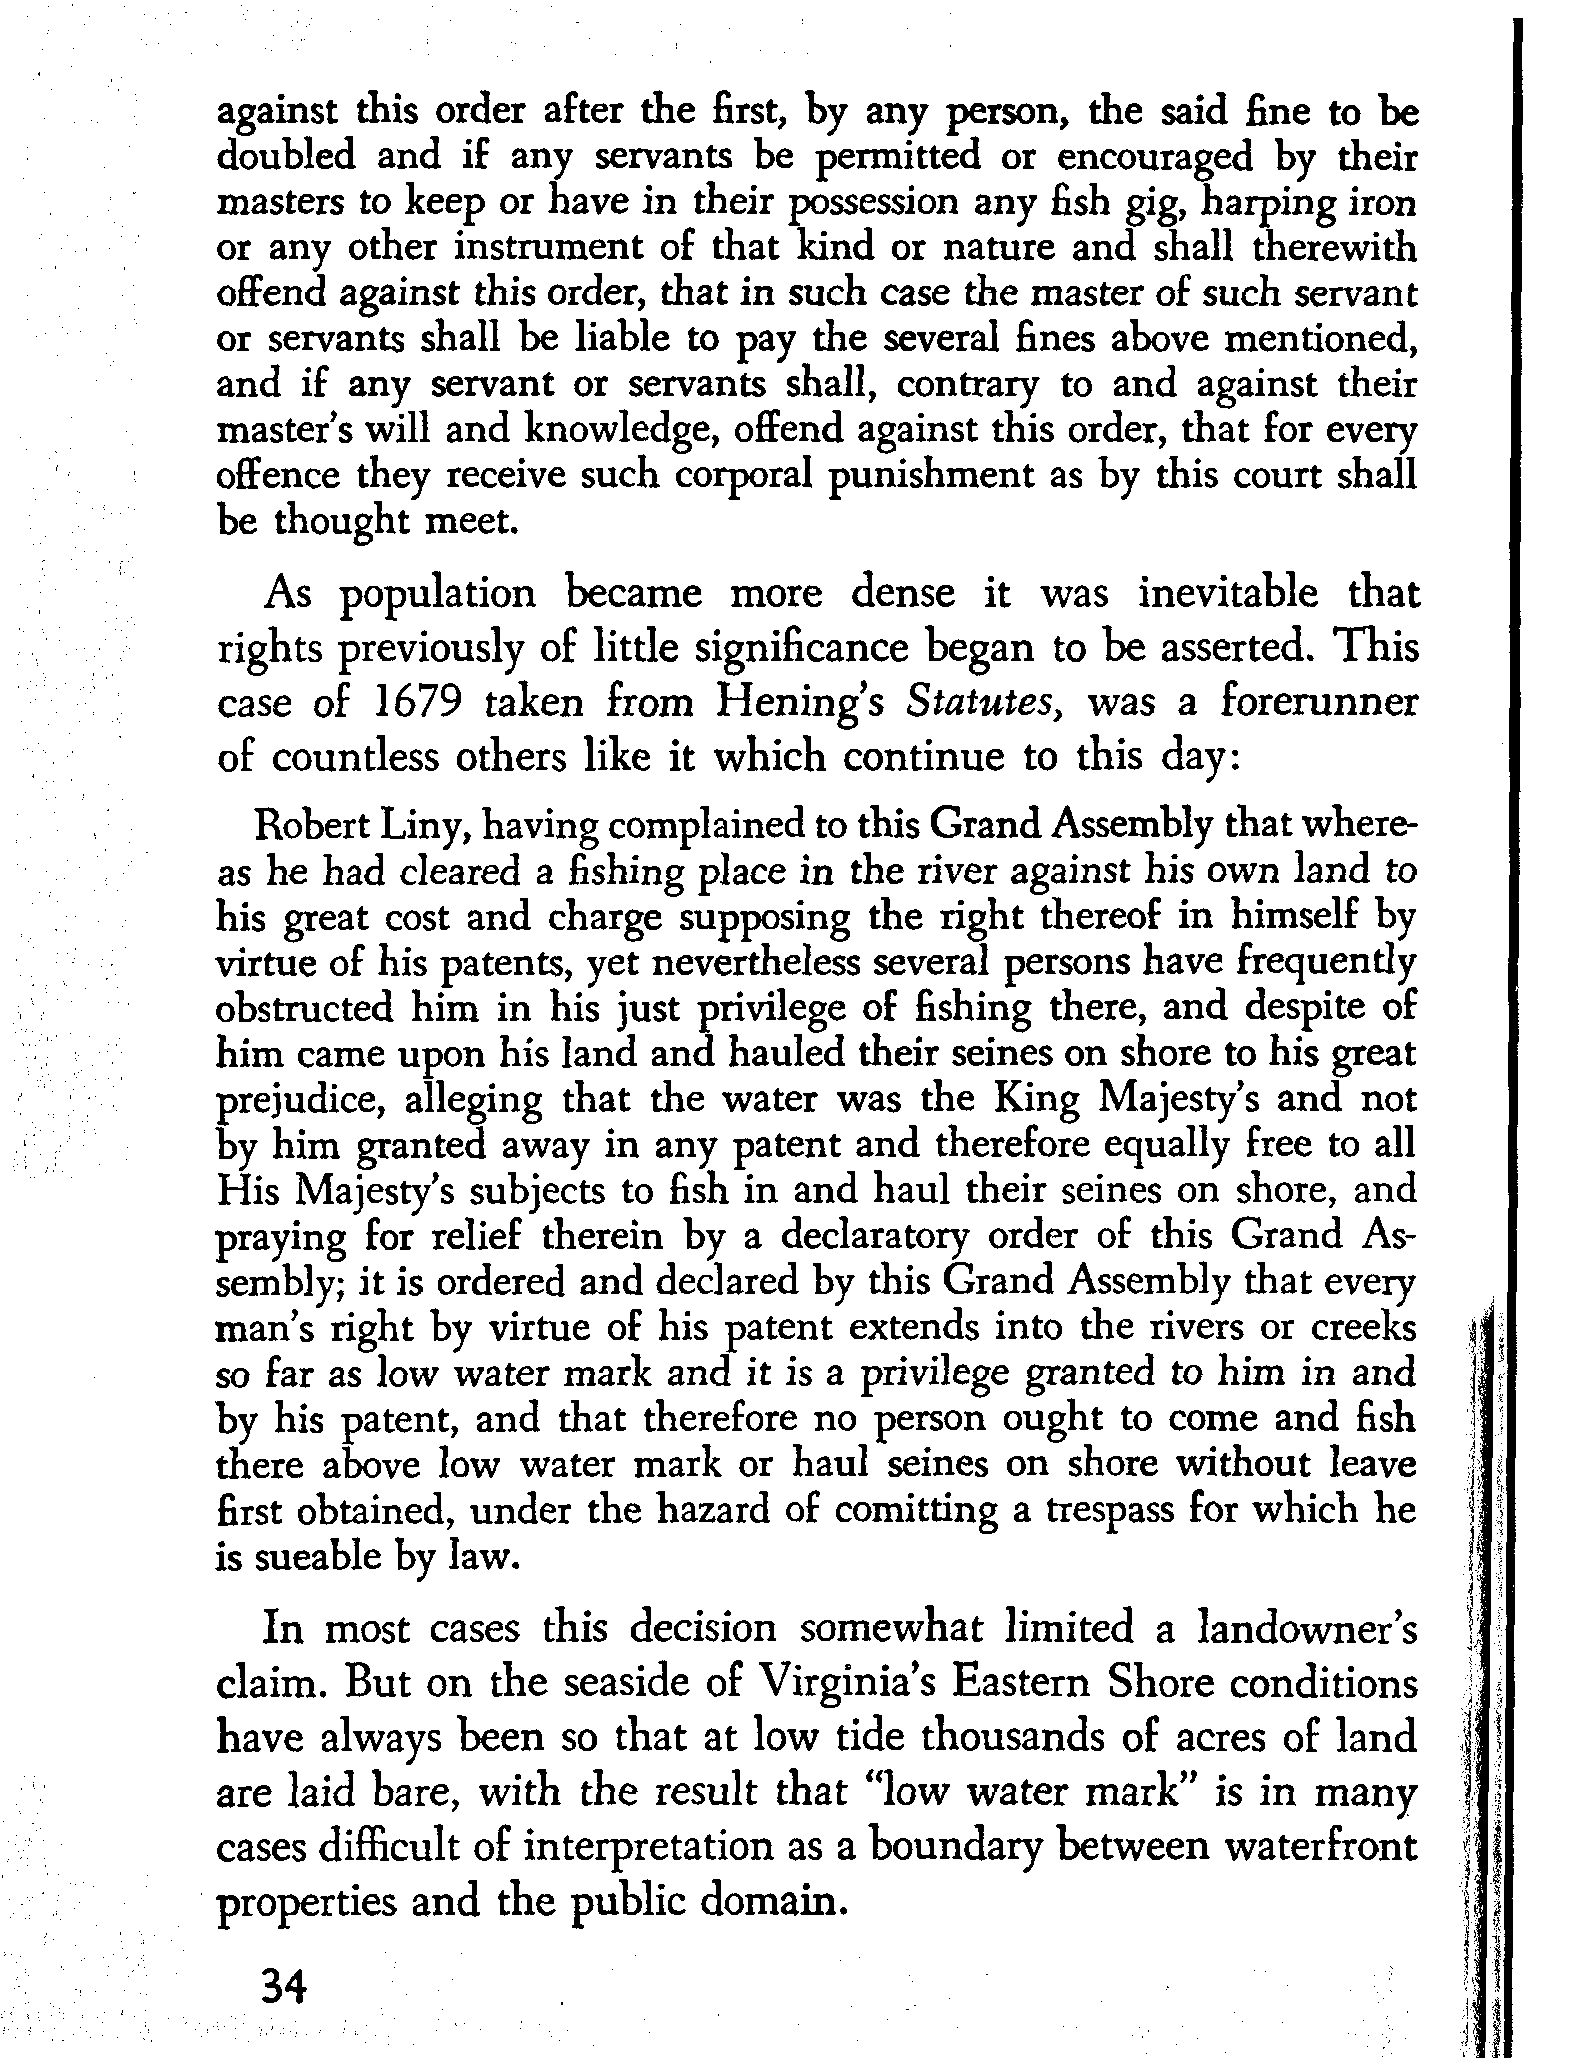 against this order after the first, by any person, the said fine to be
doubled and if any servants be permitted or encouraged by their
masters to keep or have in their possession any fish gig, harping iron
or any other instrument of that kind or nature and shall therewith
offend against this order, that in such case the master of such servant
or servants shall be liable to pay the several fines above mentioned,
and if any servant or servants shall, contrary to and against their
master's will and knowledge, offend against this order, that for every
offence they receive such corporal punishment as by this court shall
be thought meet.
As population became more dense it was inevitable that
rights previously of little significance began to be asserted. This
case of 1679 taken from Hening's Statutes, was a forerunner
of countless others like it which continue to this day:
Robert Liny, having complained to this Grand Assembly that where-
as he had cleared a fishing place in the river against his own land to
his great cost and charge supposing the right thereof in himself by
virtue of his patents, yet nevertheless several persons have frequently
obstructed him in his just privilege of fishing there, and despite of
him came upon his land and hauled their seines on shore to his great
prejudice, alleging that the water was the King Majesty's and not
by him granted away in any patent and therefore equally free to all
His Majesty's subjects to fish in and haul their seines on shore, and
praying for relief therein by a declaratory order of this Grand As-
sembly; it is ordered and declared by this Grand Assembly that every
man's right by virtue of his patent extends into the rivers or creeks
so far as low water mark and it is a privilege granted to him in and
by his patent, and that therefore no person ought to come and fish
there above low water mark or haul seines on shore without leave
first obtained, under the hazard of comitting a trespass for which he
is sueable by law.
In most cases this decision somewhat limited a landowner's
claim. But on the seaside of Virginia's Eastern Shore conditions
have always been so that at low tide thousands of acres of land
are laid bare, with the result that "low water mark" is in many
cases difficult of interpretation as a boundary between waterfront
properties and the public domain.
34